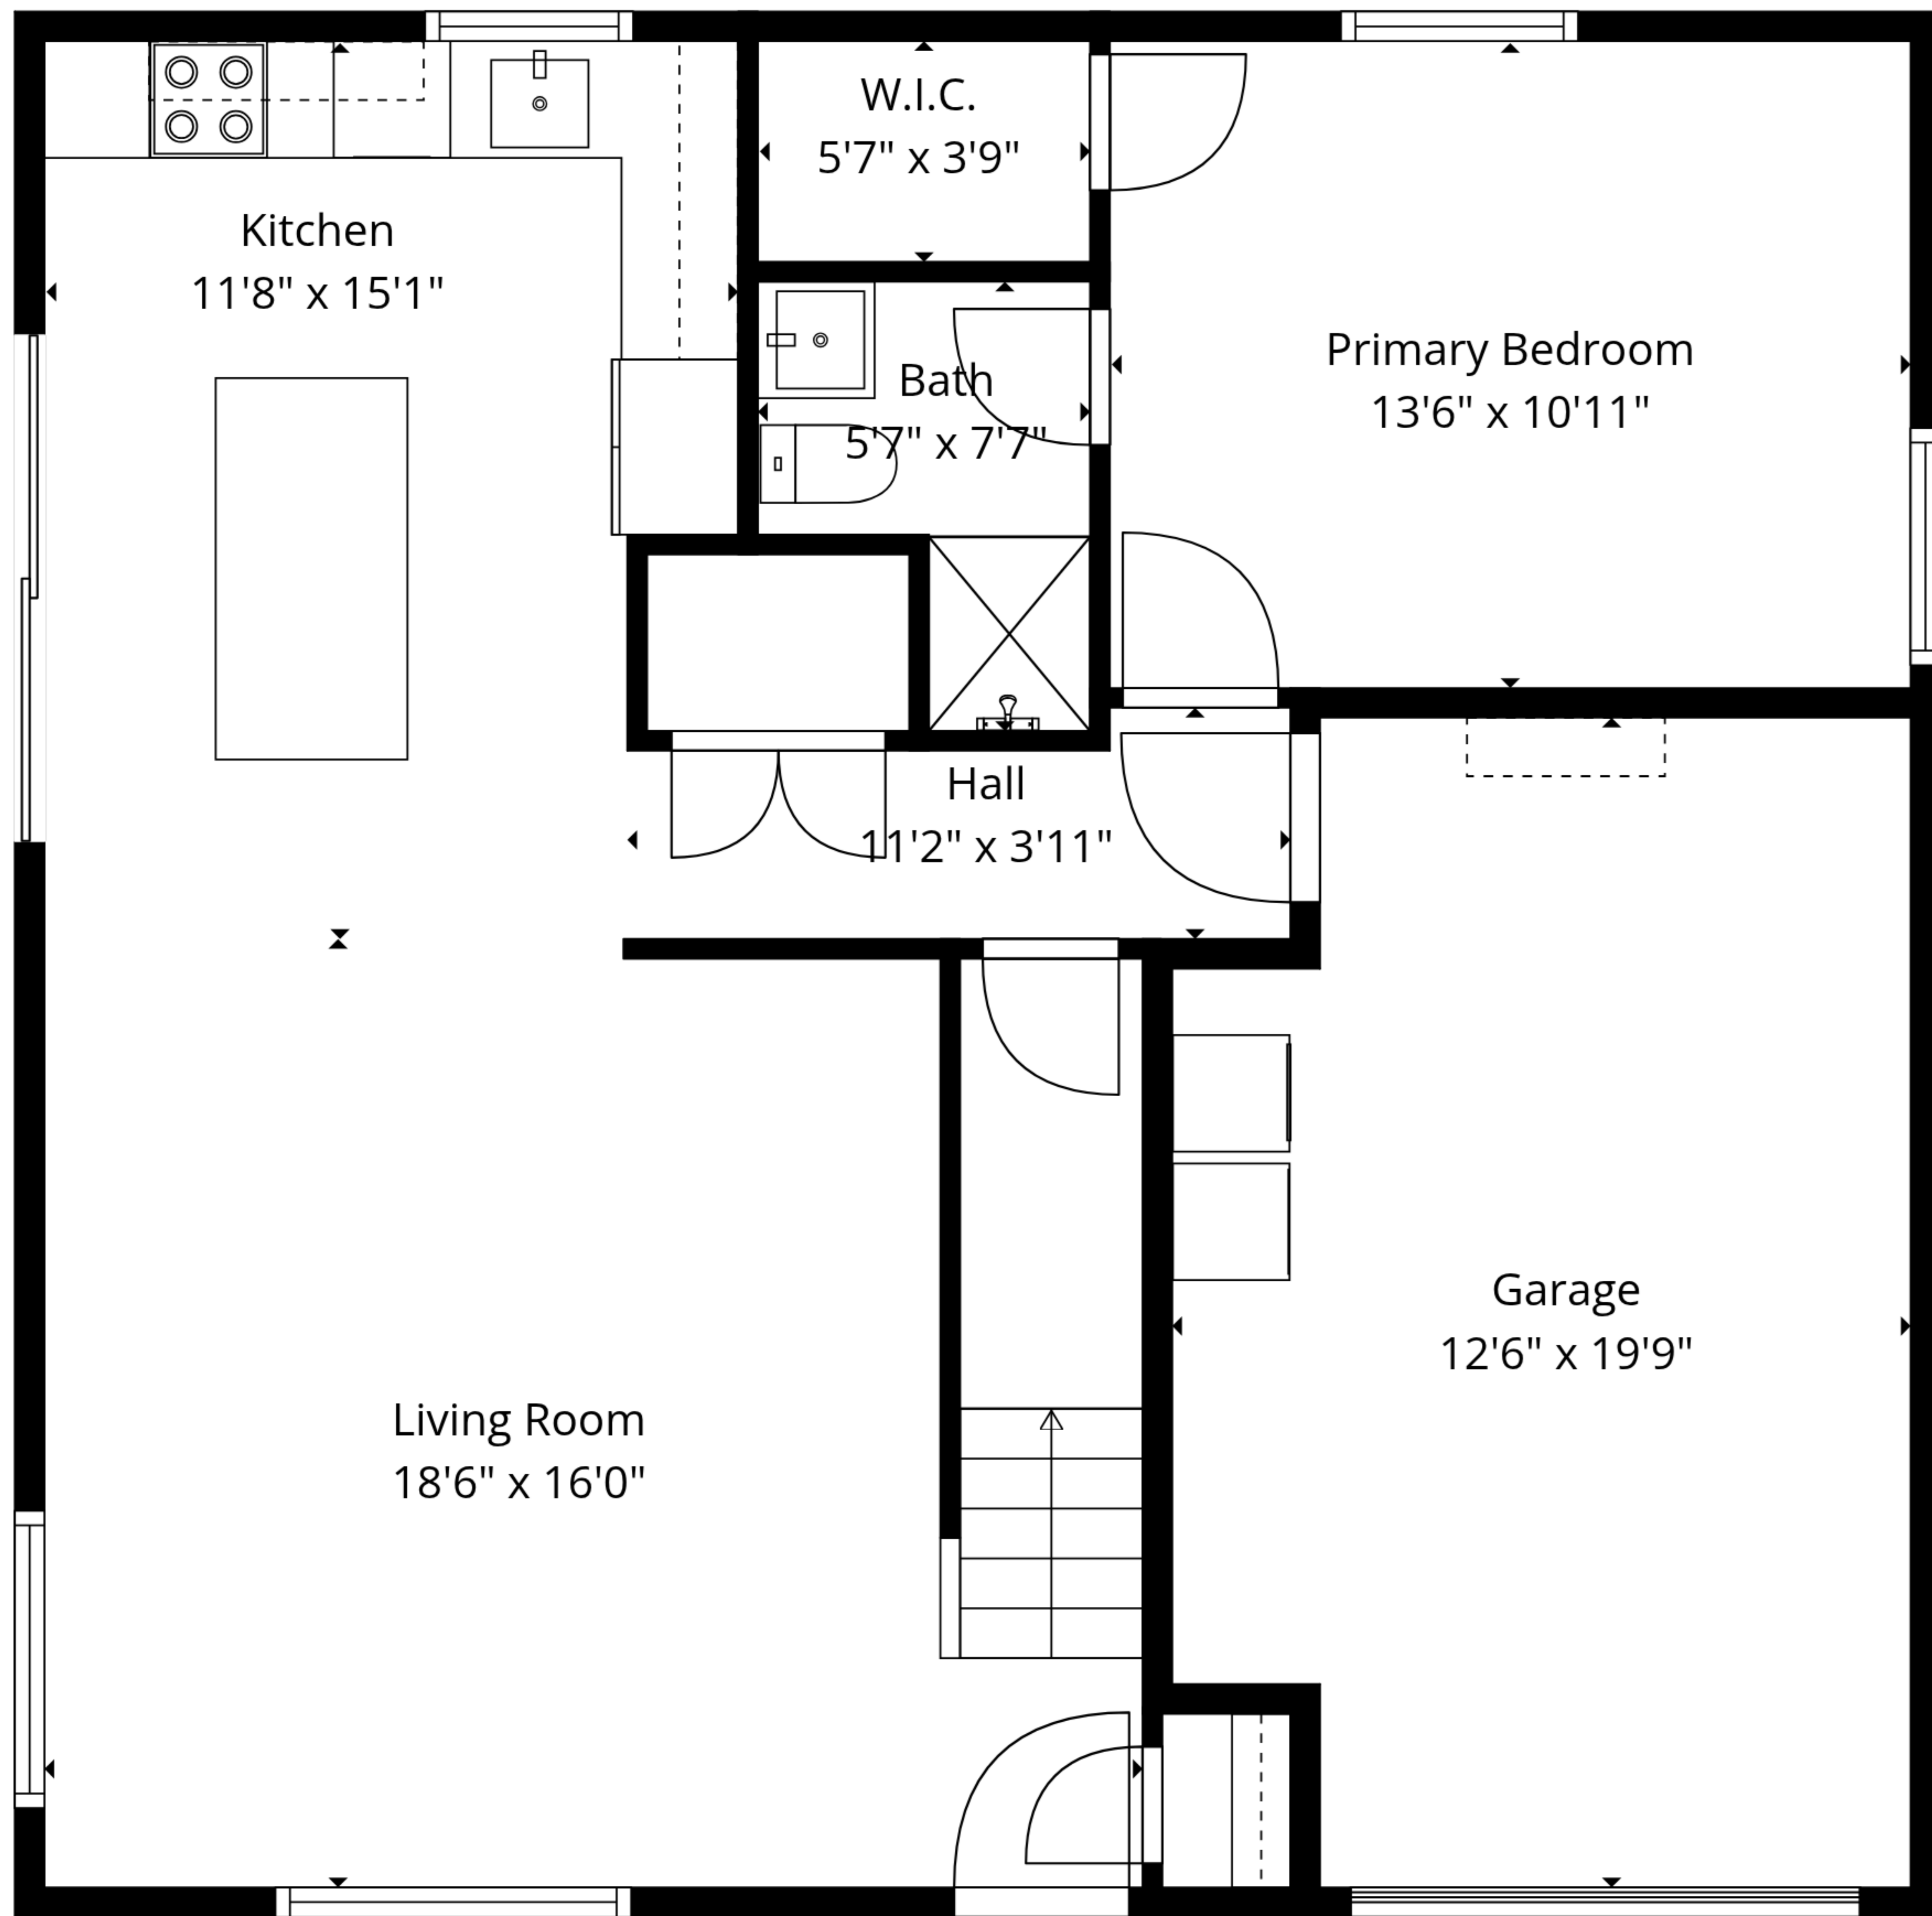 W.I.C.
5'7" x 3'9"
Kitchen
11'8" x 15'1"
Primary Bedroom
13'6" x 10'11"
Bath
5'7" x 7'7"
Hall
11'2" x 3'11"
Garage
12'6" x 19'9"
Living Room
18'6" x 16'0"